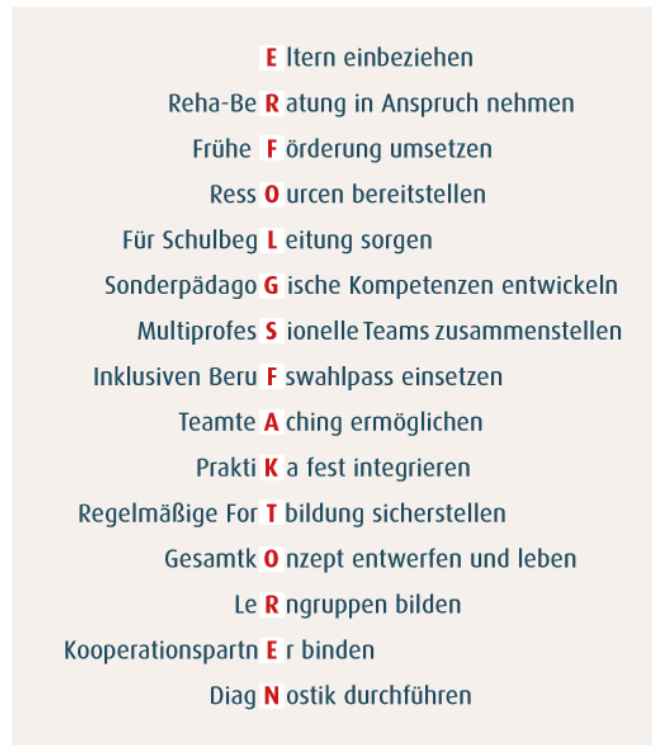 Eltern einbeziehen
Reha-Beratung in Anspruch nehmen
Frühe Förderung umsetzen
Ressourcen bereitstellen
Für Schulbegleitung sorgen
Sonderpädagogische Kompetenzen entwickeln
Multiprofessionelle Teams zusammenstellen
Inklusiven Berufswahlpass einsetzen
Teamteaching ermöglichen
Praktika fest integrieren
Regelmäßige Fortbildung sicherstellen
Gesamtkonzept entwerfen und leben
Lerngruppen bilden
Kooperationspartner binden
Diagnostik durchführen